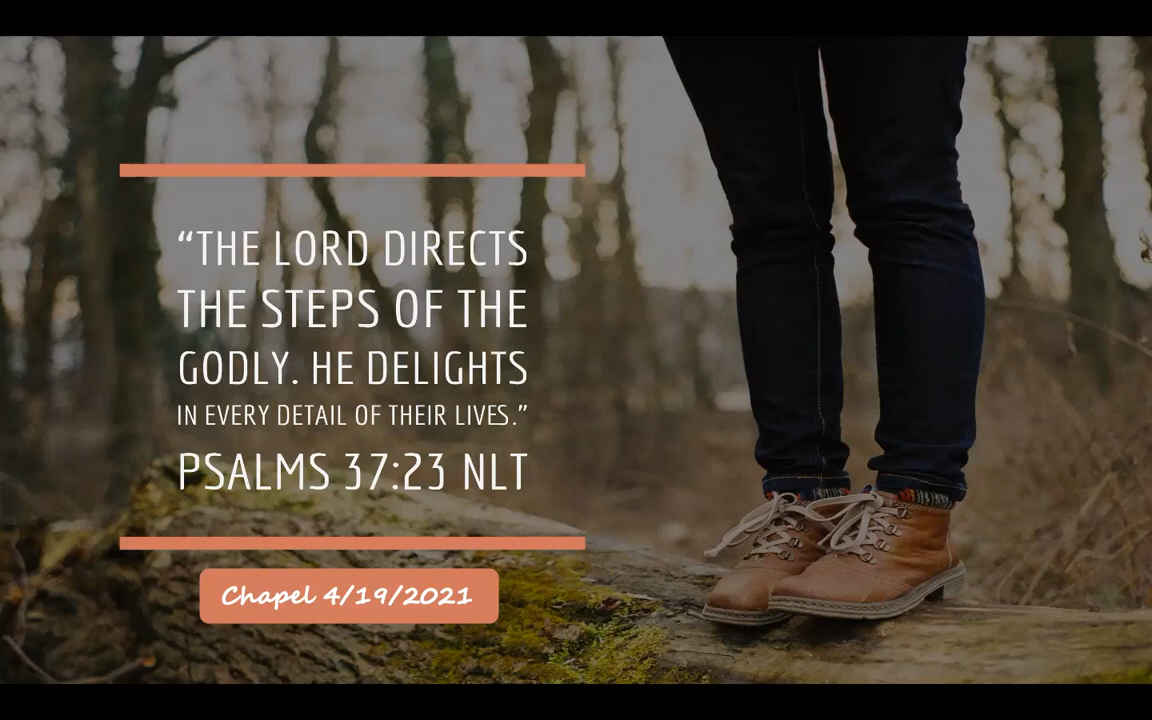 “THE LORD DIRECTS
THE STEPS OF THE
GODLY. HE DELIGHTS
IN EVERY DETAIL OF THEIR LIVES.”
PSALMS 37:23 NLT
Chapel 4/19/2021